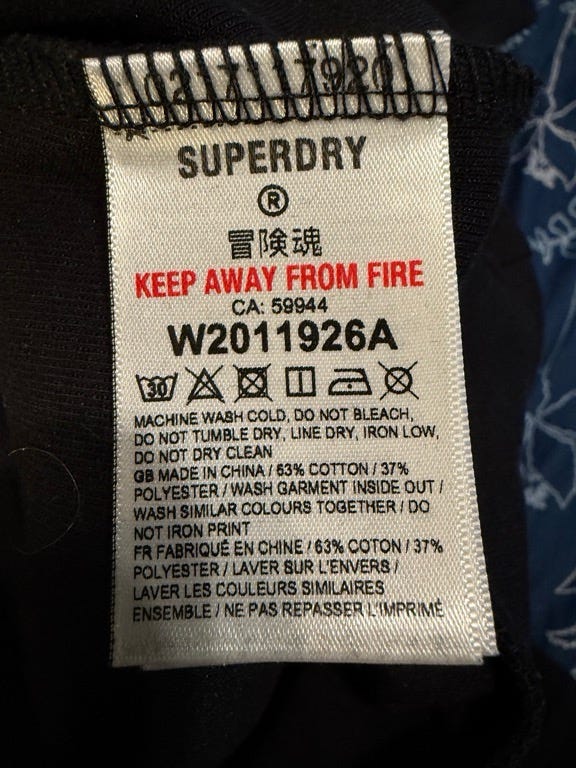 SUPERDRY
®
冒険魂
KEEP AWAY FROM FIRE
CA: 59944
W2011926A
30
MACHINE WASH COLD, DO NOT BLEACH,
DO NOT TUMBLE DRY, LINE DRY, IRON LOW,
DO NOT DRY CLEAN
GB MADE IN CHINA / 63% COTTON / 37%
POLYESTER / WASH GARMENT INSIDE OUT /
WASH SIMILAR COLOURS TOGETHER / DO
NOT IRON PRINT
FR FABRIQUÉ EN CHINE / 63% COTON / 37%
POLYESTER / LAVER SUR L'ENVERS /
LAVER LES COULEURS SIMILAIRES
ENSEMBLE / NE PAS REPASSER L'IMPRIMÉ